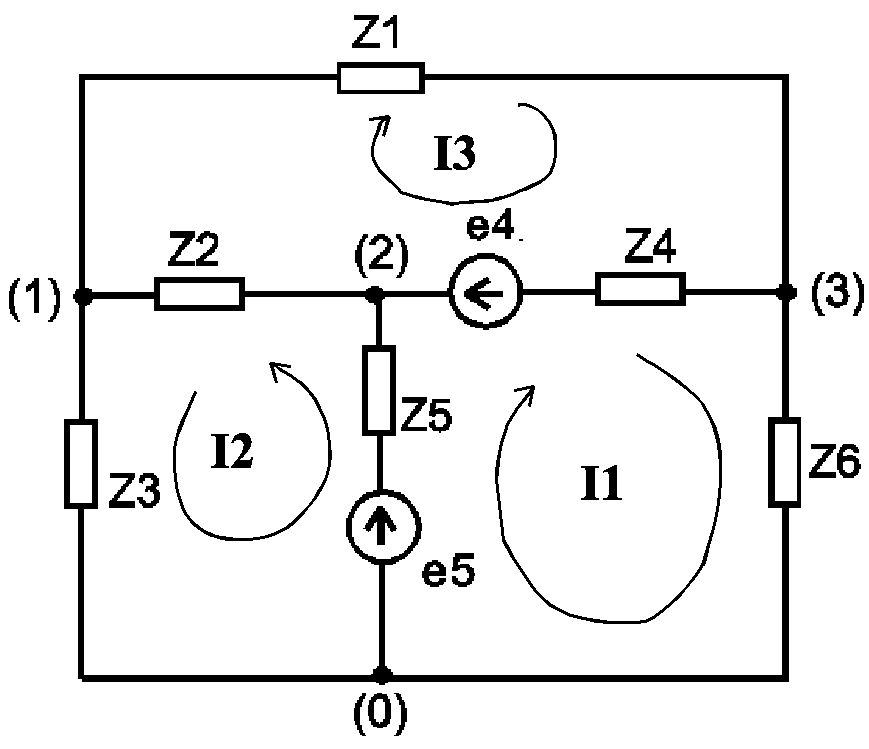 Z1
I3
e4.
Z2
(2)
Z4
(1)
(3)
Z5
I2
I1
Z3
Z6
e5
(0)